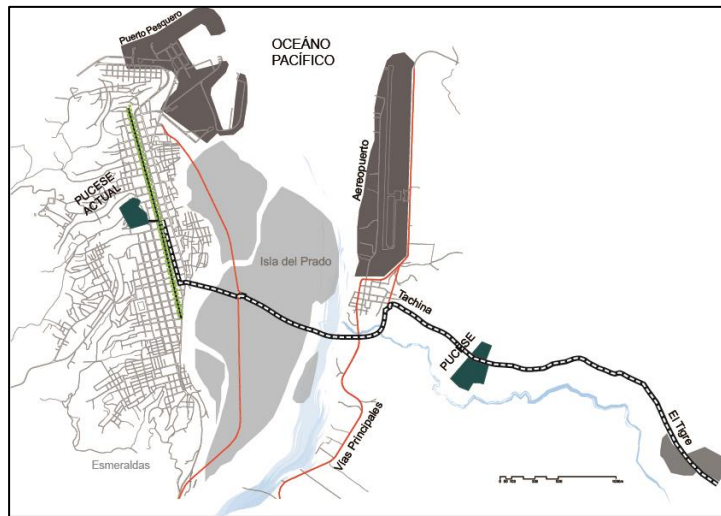 Puerto Pesquero
OCEÁNO
PACÍFICO
PUCESE
ACTUAL
Aereopuerto
Isla del Prado
Tachina
PUCESE
El Tigre
Vías Principales
Esmeraldas